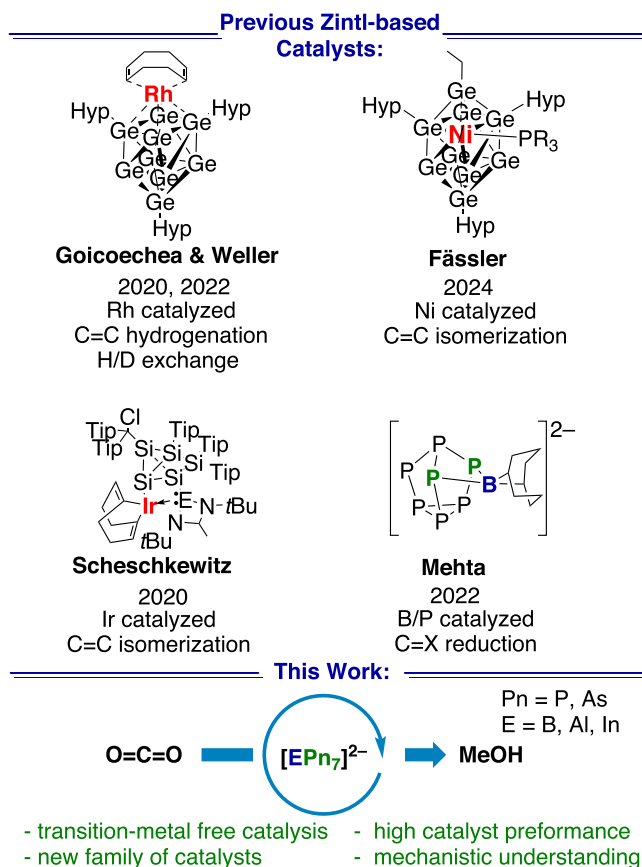 Previous Zintl-based
Catalysts:
Rh
Hyp
Hyp
Ge
Ge
Ge
Ge
Ge
Ge
Ge
Ge
Ge
Hyp
Goicoechea & Weller
2020, 2022
Rh catalyzed
C=C hydrogenation
H/D exchange
Ge
Hyp
Hyp
Ge
Ge
Ge
Ni
PR3
Ge
Ge
Ge
Ge
Ge
Hyp
Fässler
2024
Ni catalyzed
C=C isomerization
Cl
Tip
Tip
Tip
Tip
Tip
Si
Si
Si
Si
Si
Si
Ir
:E
N
tBu
N
tBu
Scheschkewitz
2020
Ir catalyzed
C=C isomerization
2–
P
P
P
P
P
P
P
B
Mehta
2022
B/P catalyzed
C=X reduction
This Work:
Pn = P, As
E = B, Al, In
O=C=O
[EPn7]2–
MeOH
- transition-metal free catalysis
- high catalyst preformance
- new family of catalysts
- mechanistic understanding